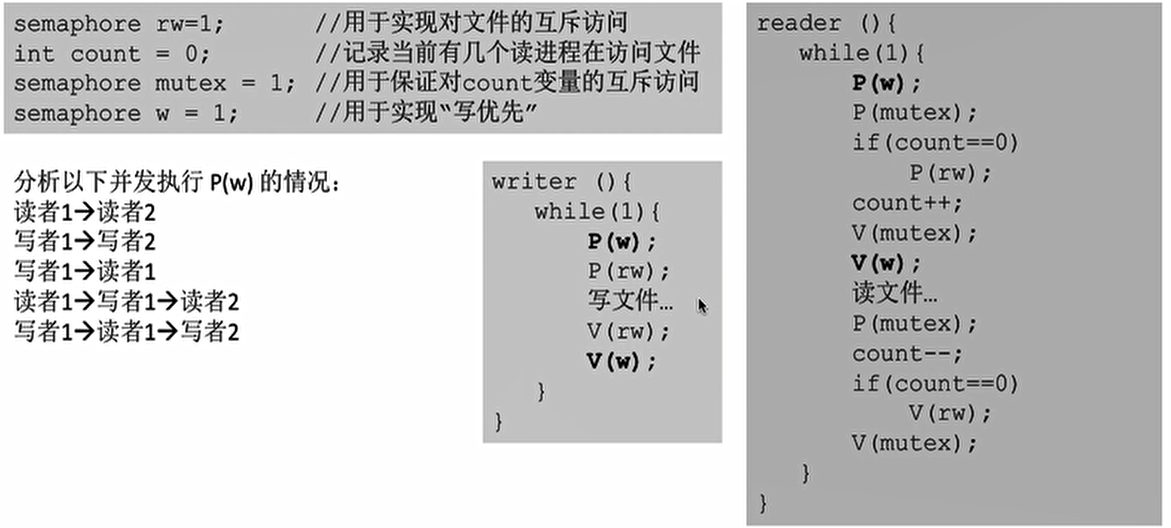 semaphore rw=1;      //用于实现对文件的互斥访问
int count = 0;       //记录当前有几个读进程在访问文件
semaphore mutex = 1; //用于保证对count变量的互斥访问
semaphore w = 1;     //用于实现“写优先”
分析以下并发执行 P(w) 的情况：
读者1→读者2
写者1→写者2
写者1→读者1
读者1→写者1→读者2
写者1→读者1→写者2
writer (){
while(1){
P(w);
P(rw);
写文件…
V(rw);
V(w);
}
}
reader (){
while(1){
P(w);
P(mutex);
if(count==0)
P(rw);
count++;
V(mutex);
V(w);
读文件…
P(mutex);
count--;
if(count==0)
V(rw);
V(mutex);
}
}